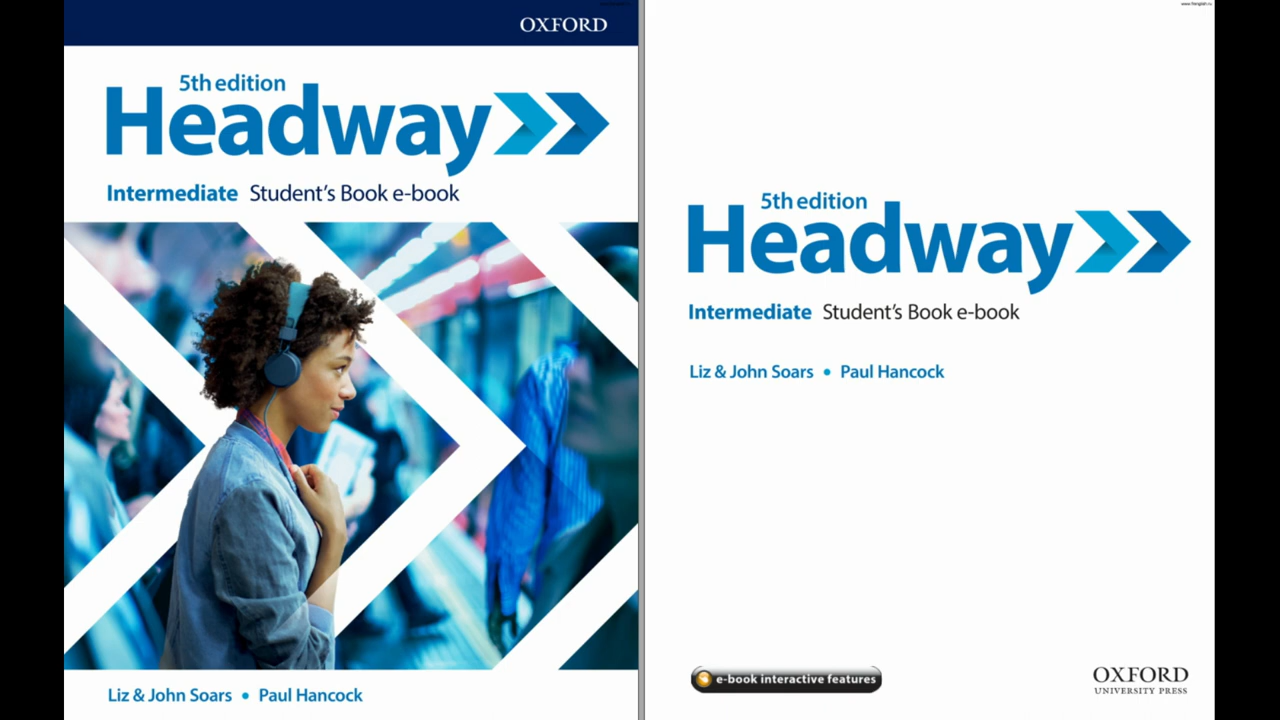 OXFORD
5th edition
Headway
Intermediate Student's Book e-book
Liz & John Soars • Paul Hancock
5th edition
Headway
Intermediate Student's Book e-book
Liz & John Soars • Paul Hancock
e-book interactive features
OXFORD
UNIVERSITY PRESS